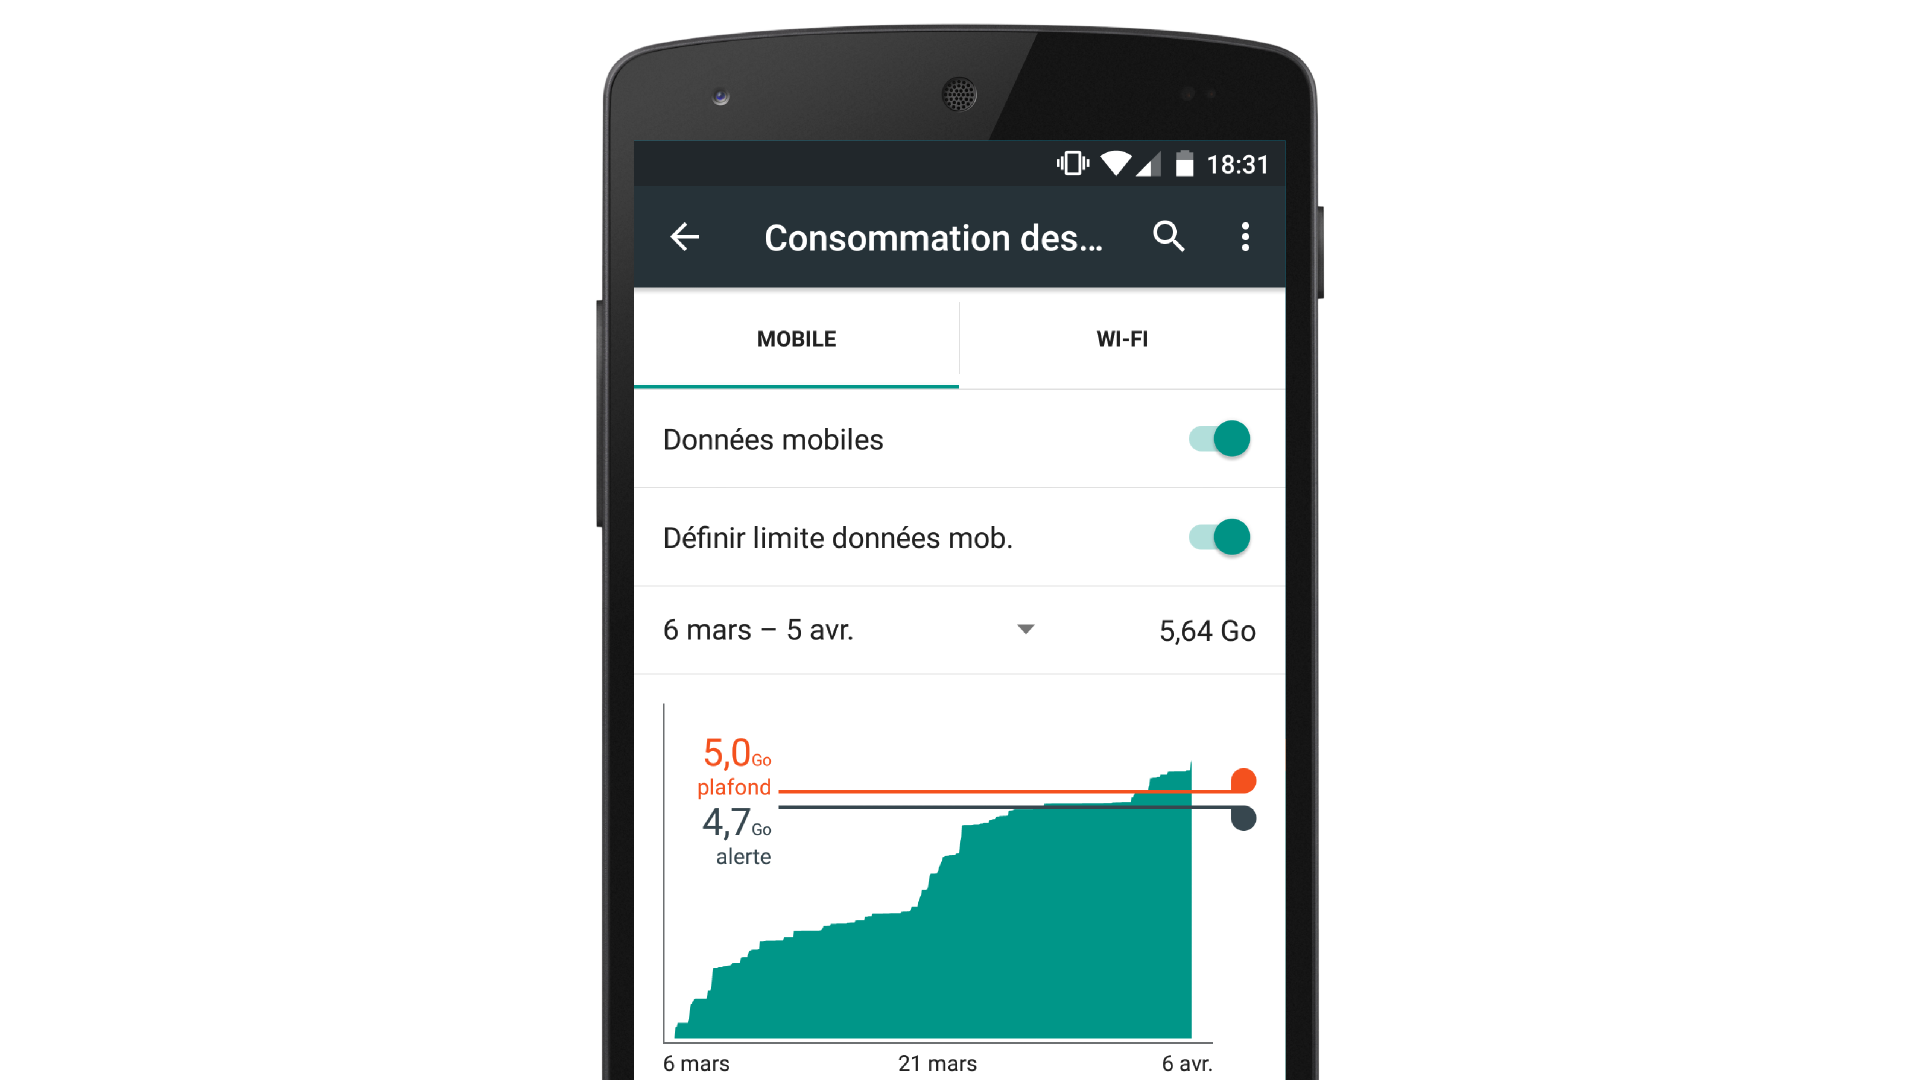 18:31
Consommation des...
MOBILE
WI-FI
Données mobiles
Définir limite données mob.
6 mars – 5 avr.
5,64 Go
5,0Go
plafond
4,7Go
alerte
6 mars
21 mars
6 avr.